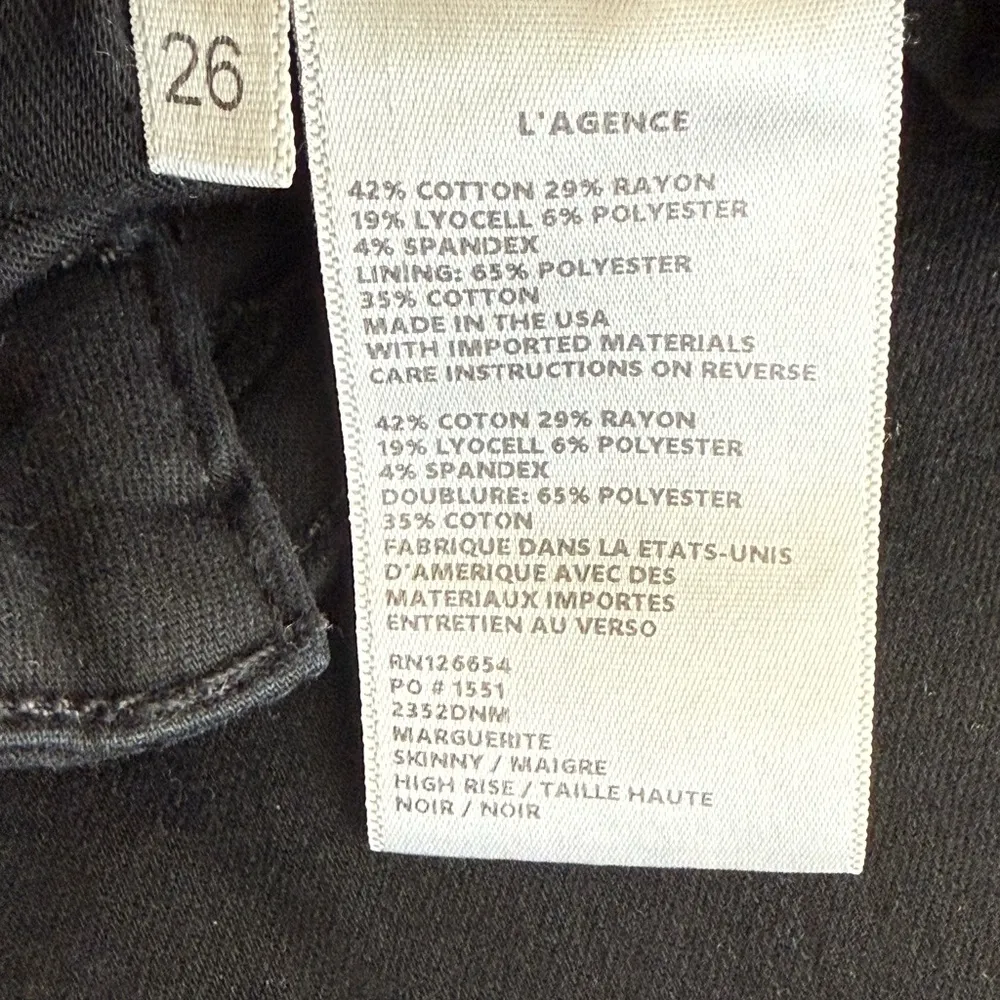 26
L'AGENCE
42% COTTON 29% RAYON
19% LYOCELL 6% POLYESTER
4% SPANDEX
LINING: 65% POLYESTER
35% COTTON
MADE IN THE USA
WITH IMPORTED MATERIALS
CARE INSTRUCTIONS ON REVERSE
42% COTON 29% RAYON
19% LYOCELL 6% POLYESTER
4% SPANDEX
DOUBLURE: 65% POLYESTER
35% COTON
FABRIQUE DANS LA ETATS-UNIS
D'AMERIQUE AVEC DES
MATERIAUX IMPORTES
ENTRETIEN AU VERSO
RN126654
PO # 1551
2352DNM
MARGUERITE
SKINNY / MAIGRE
HIGH RISE / TAILLE HAUTE
NOIR / NOIR